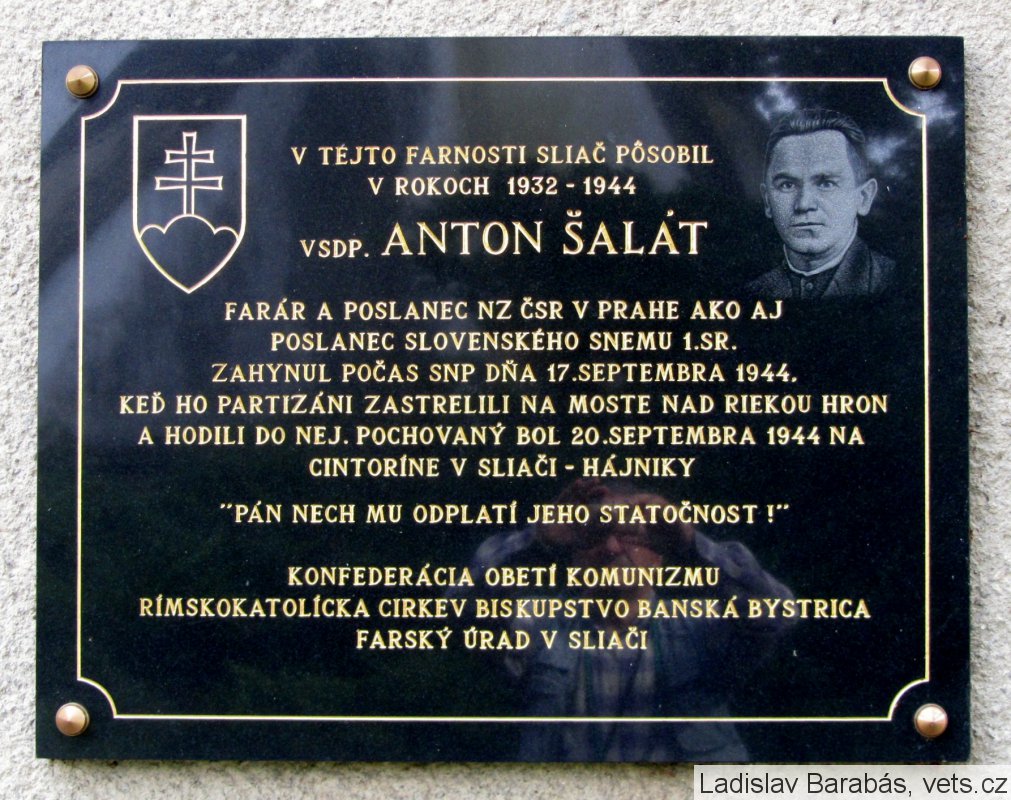 V TÉJTO FARNOSTI SLIAČ PÔSOBIL
V ROKOCH 1932 - 1944
VSDP. ANTON ŠALÁT
FARÁR A POSLANEC NZ ČSR V PRAHE AKO AJ
POSLANEC SLOVENSKÉHO SNEMU 1.SR.
ZAHYNUL POČAS SNP DŇA 17.SEPTEMBRA 1944.
KEĎ HO PARTIZÁNI ZASTRELILI NA MOSTE NAD RIEKOU HRON
A HODILI DO NEJ. POCHOVANÝ BOL 20.SEPTEMBRA 1944 NA
CINTORÍNE V SLIAČI - HÁJNIKY
"PÁN NECH MU ODPLATÍ JEHO STATOČNOST !"
KONFEDERÁCIA OBETÍ KOMUNIZMU
RÍMSKOKATOLÍCKA CIRKEV BISKUPSTVO BANSKÁ BYSTRICA
FARSKÝ ÚRAD V SLIAČI
Ladislav Barabás, vets.cz